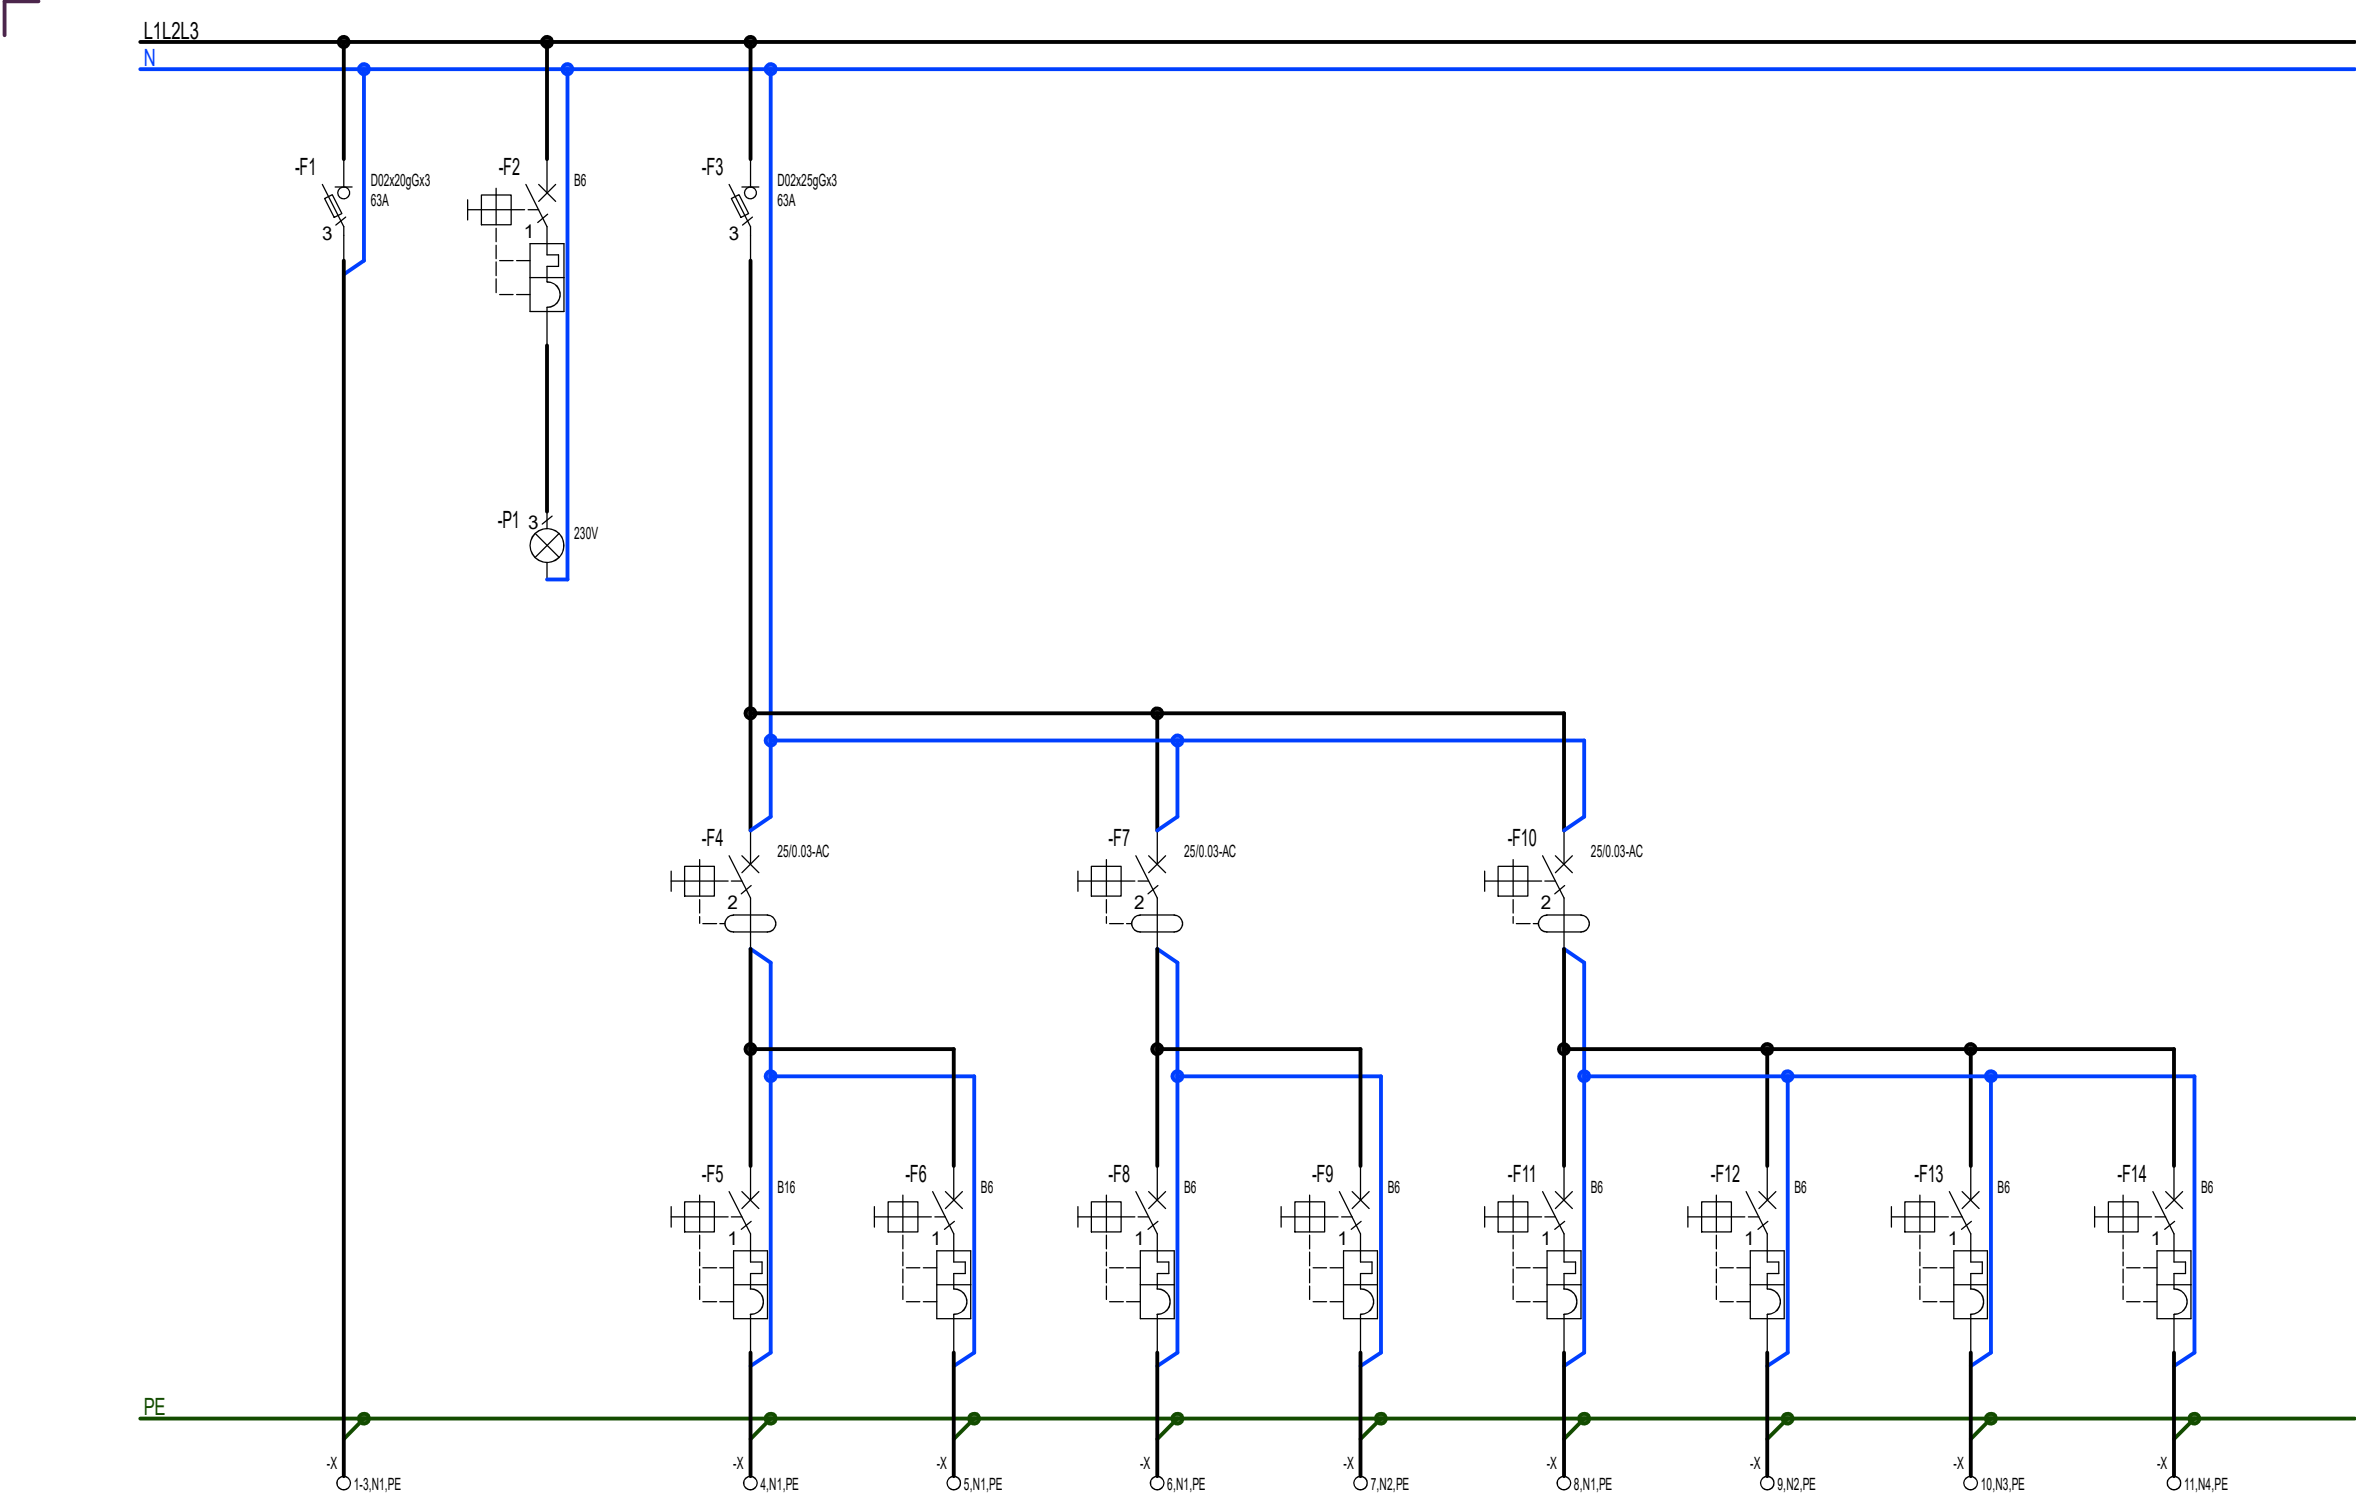 L1L2L3
N
-F1
D02x20gGx3
63A
3
-F2
B6
1
-F3
D02x25gGx3
63A
3
-P1
3
230V
-F4
25/0.03-AC
2
-F7
25/0.03-AC
2
-F10
25/0.03-AC
2
-F5
B16
1
-F6
B6
1
-F8
B6
1
-F9
B6
1
-F11
B6
1
-F12
B6
1
-F13
B6
1
-F14
B6
1
PE
-X
1-3,N1,PE
-X
4,N1,PE
-X
5,N1,PE
-X
6,N1,PE
-X
7,N2,PE
-X
8,N1,PE
-X
9,N2,PE
-X
10,N3,PE
-X
11,N4,PE